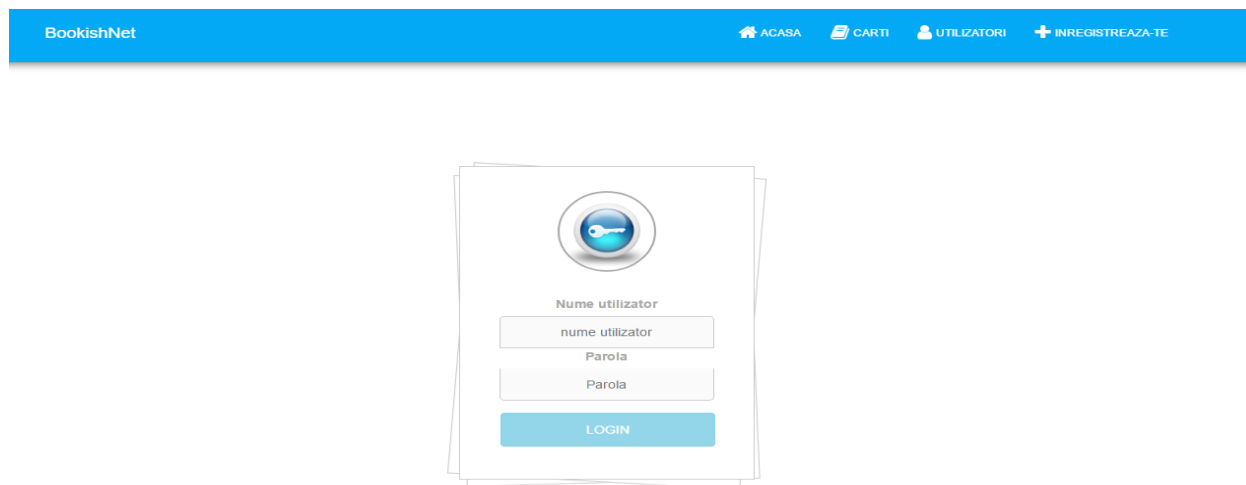 BookishNet ACASA CARTI UTILIZATORI INREGISTREAZA-TE
Nume utilizator
nume utilizator
Parola
Parola
LOGIN